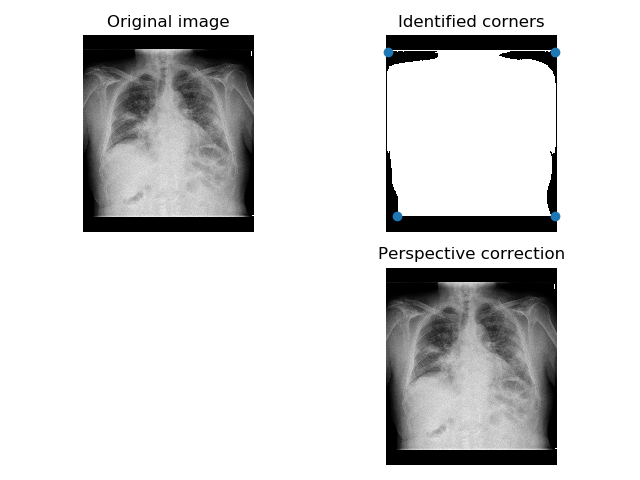 Original image
Identified corners
Perspective correction